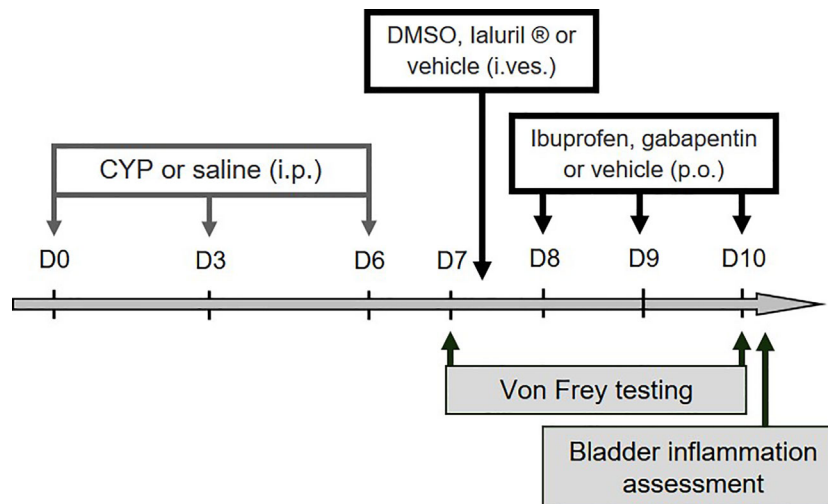 DMSO, Ialuril ® or
vehicle (i.ves.)
Ibuprofen, gabapentin
or vehicle (p.o.)
CYP or saline (i.p.)
D0 D3 D6 D7 D8 D9 D10
Von Frey testing
Bladder inflammation
assessment